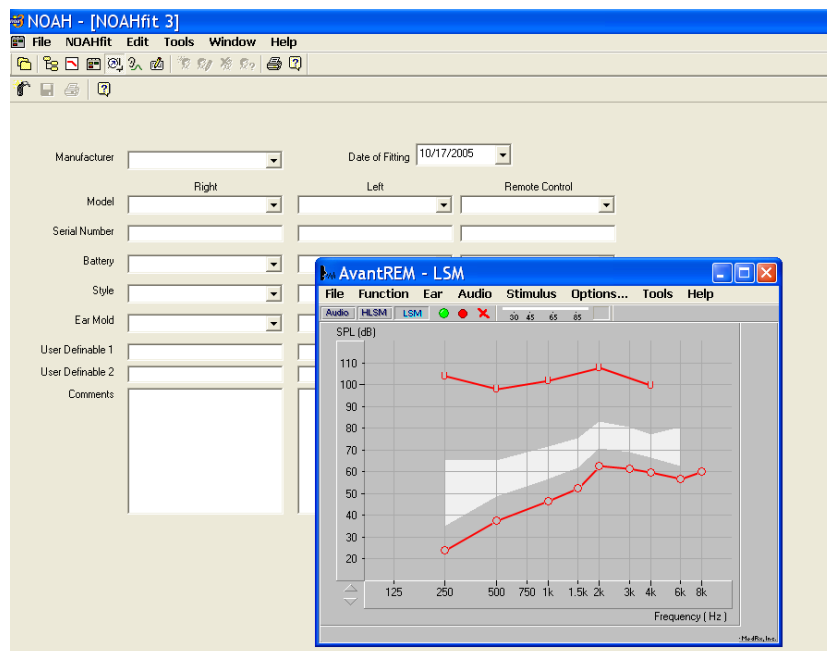 NOAH - [NOAHfit 3]
File NOAHfit Edit Tools Window Help
Manufacturer
Date of Fitting 10/17/2005
Right Left Remote Control
Model
Serial Number
Battery
Style
Ear Mold
User Definable 1
User Definable 2
Comments
AvantREM - LSM
File Function Ear Audio Stimulus Options... Tools Help
Audio HLSM LSM 30 45 65 85
SPL (dB)
110
100
90
80
70
60
50
40
30
20
U U U U U
125 250 500 750 1k 1.5k 2k 3k 4k 6k 8k
Frequency ( Hz )
MedRx, Inc.